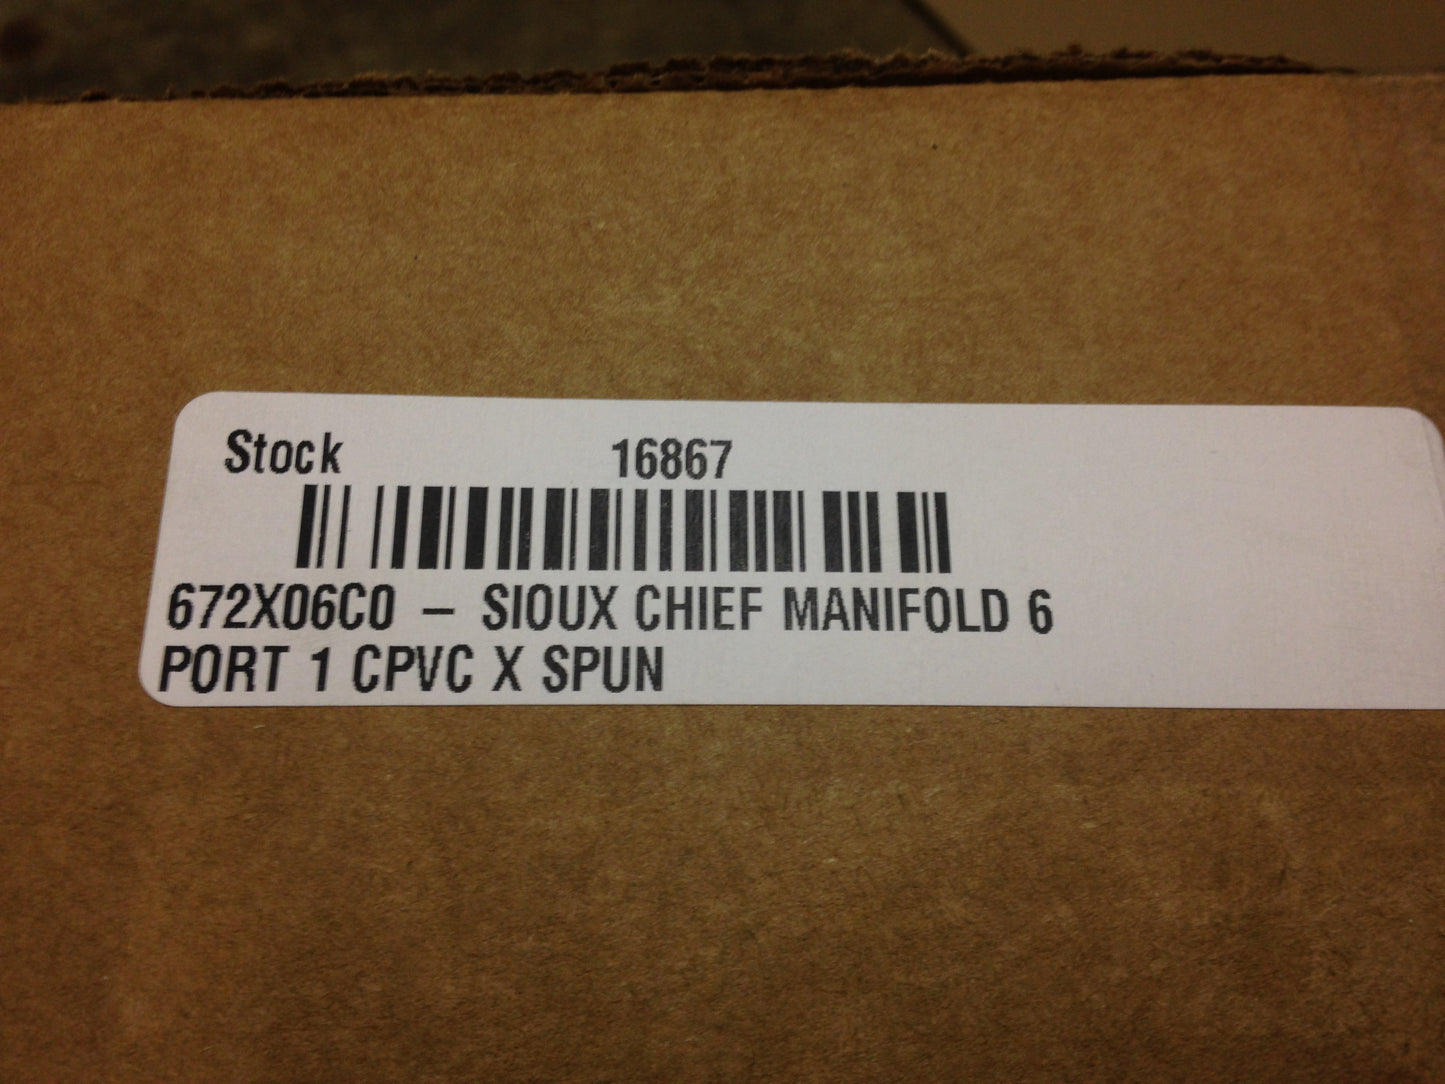 Stock 16867
672X06C0 – SIOUX CHIEF MANIFOLD 6
PORT 1 CPVC X SPUN